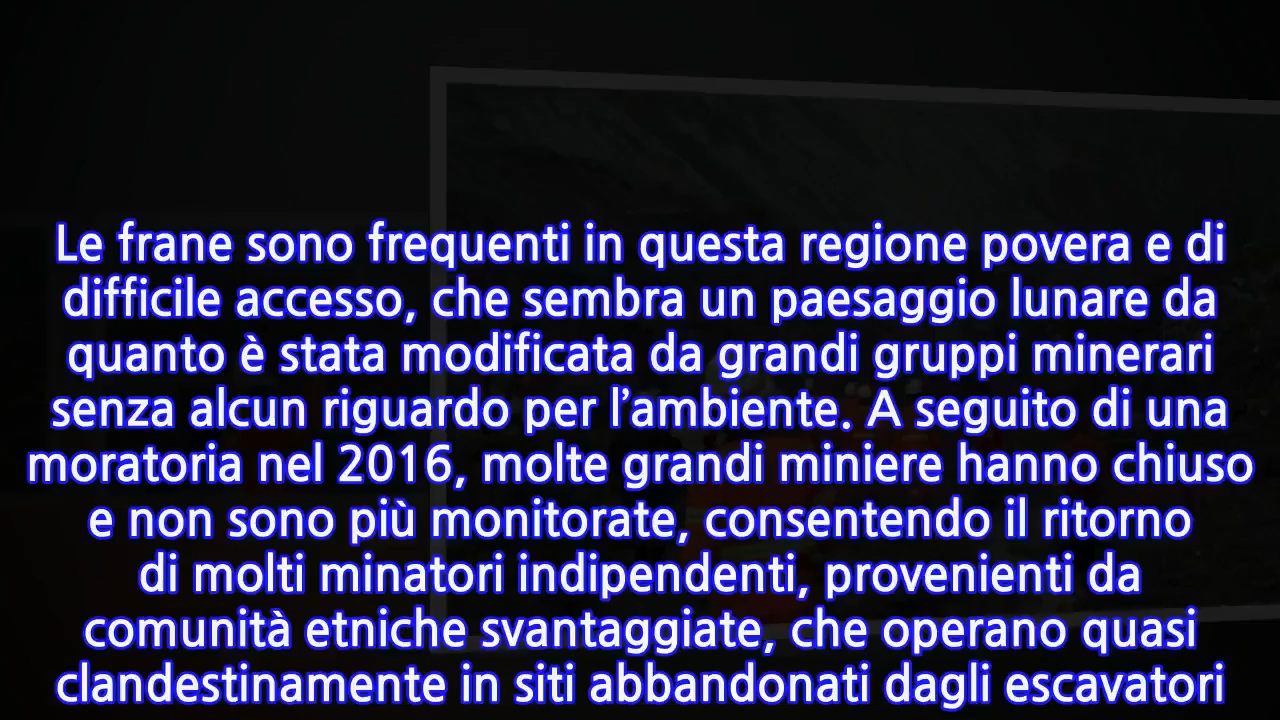 Le frane sono frequenti in questa regione povera e di
difficile accesso, che sembra un paesaggio lunare da
quanto è stata modificata da grandi gruppi minerari
senza alcun riguardo per l’ambiente. A seguito di una
moratoria nel 2016, molte grandi miniere hanno chiuso
e non sono più monitorate, consentendo il ritorno
di molti minatori indipendenti, provenienti da
comunità etniche svantaggiate, che operano quasi
clandestinamente in siti abbandonati dagli escavatori